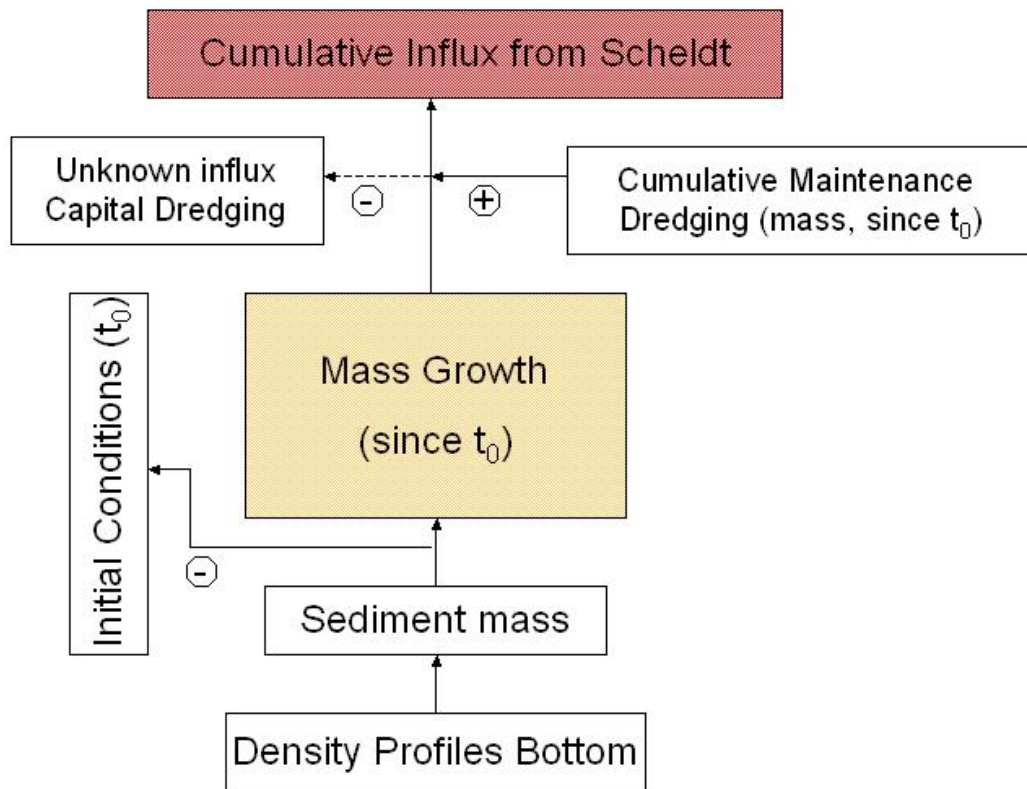 Cumulative Influx from Scheldt
Unknown influx
Capital Dredging
-
+
Cumulative Maintenance
Dredging (mass, since t₀)
Initial Conditions (t₀)
Mass Growth
(since t₀)
-
Sediment mass
Density Profiles Bottom